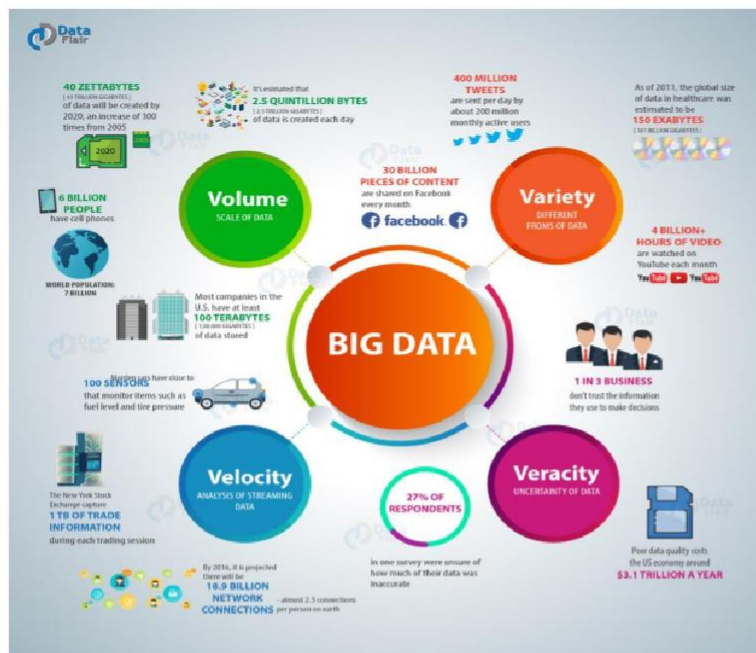 Data
Flair
40 ZETTABYTES
of data will be created by
2020, an increase of 300
times from 2005
2020
It's estimated that
2.5 QUINTILLION BYTES
of data is created each day
400 MILLION
TWEETS
are sent per day by
about 200 million
monthly active users
As of 2011, the global size
of data in healthcare was
estimated to be
150 EXABYTES
Volume
SCALE OF DATA
30 BILLION
PIECES OF CONTENT
are shared on Facebook
every month
facebook.
Variety
DIFFERENT
FROMS OF DATA
6 BILLION
PEOPLE
have cell phones
WORLD POPULATION:
7 BILLION
4 BILLION+
HOURS OF VIDEO
are watched on
YouTube each month
YouTube YouTube
Most companies in the
U.S. have at least
100 TERABYTES
of data stored
BIG DATA
cars have close to
100 SENSORS
that monitor items such as
fuel level and tire pressure
1 IN 3 BUSINESS
don't trust the information
they use to make decisions
Velocity
ANALYSIS OF STREAMING
DATA
Veracity
UNCERTAINTY OF DATA
The New York Stock
Exchange capture
1 TB OF TRADE
INFORMATION
during each trading session
27% OF
RESPONDENTS
in one survey were unsure of
how much of their data was
inaccurate
Poor data quality costs
the US economy around
$3.1 TRILLION A YEAR
By 2016, it is projected
there will be
18.9 BILLION
NETWORK
CONNECTIONS
- almost 2.5 connections
per person on earth